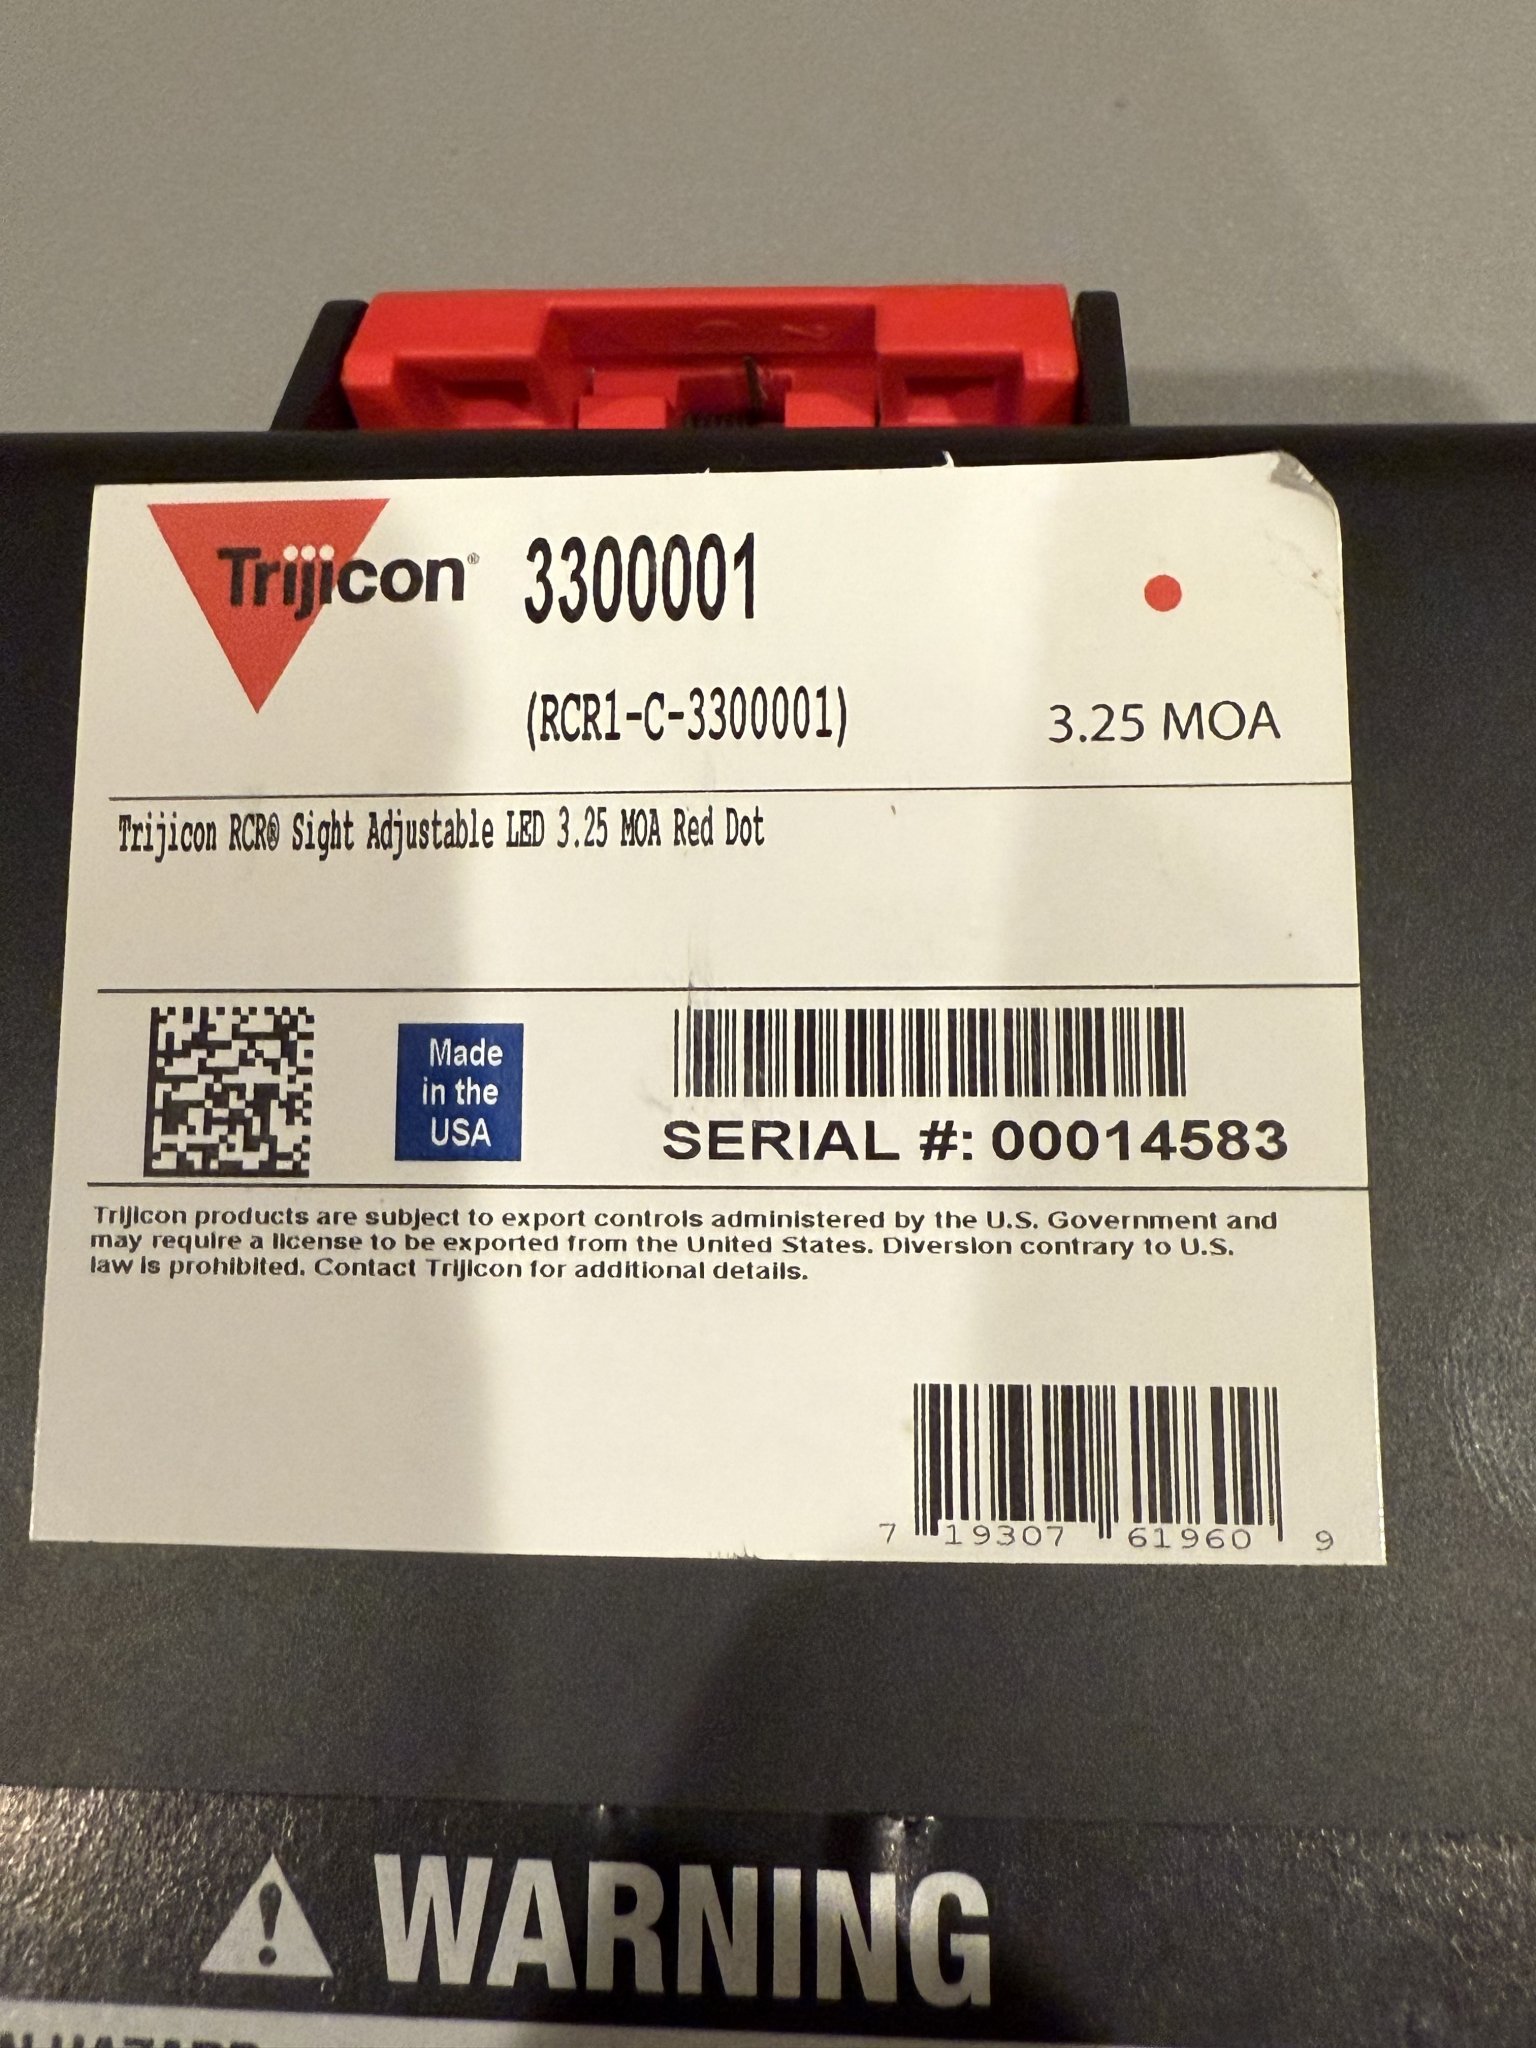 Trijicon®
3300001
(RCR1-C-3300001)
3.25 MOA
Trijicon RCR® Sight Adjustable LED 3.25 MOA Red Dot
Made
in the
USA
SERIAL #: 00014583
Trijicon products are subject to export controls administered by the U.S. Government and
may require a license to be exported from the United States. Diversion contrary to U.S.
law is prohibited. Contact Trijicon for additional details.
7 19307 61960 9
WARNING